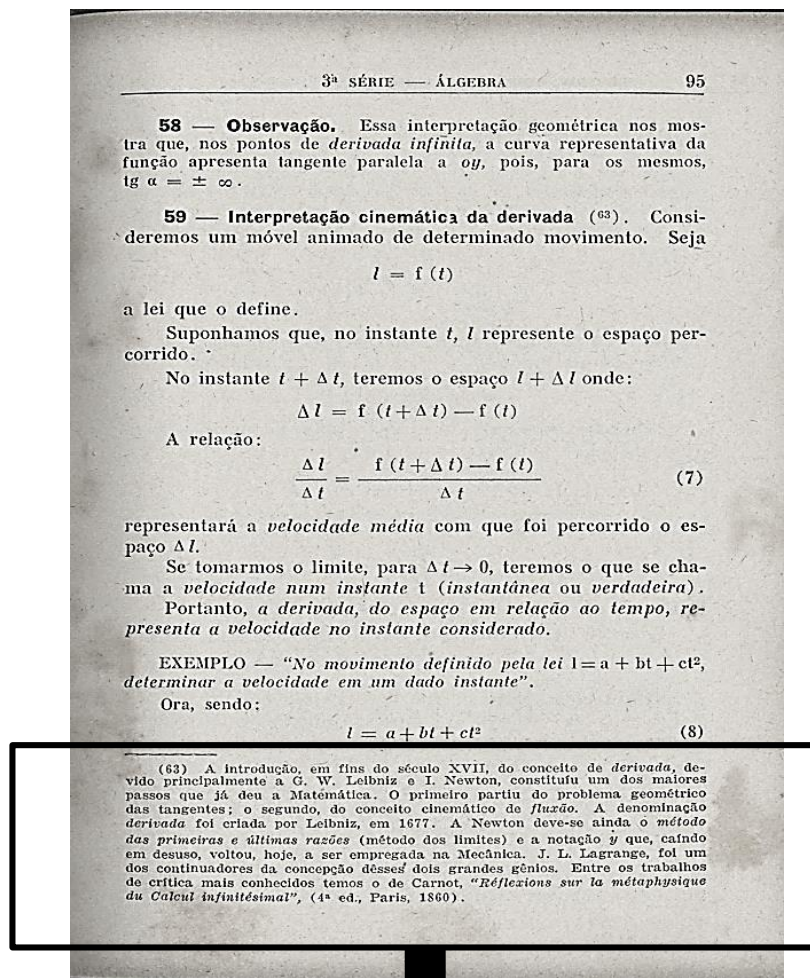 3ª SÉRIE — ÁLGEBRA 95
58 — Observação. Essa interpretação geométrica nos mos-
tra que, nos pontos de derivada infinita, a curva representativa da
função apresenta tangente paralela a oy, pois, para os mesmos,
tg α = ± ∞.
59 — Interpretação cinemática da derivada (⁶³). Consi-
deremos um móvel animado de determinado movimento. Seja
l = f (t)
a lei que o define.
Suponhamos que, no instante t, l represente o espaço per-
corrido.
No instante t + Δ t, teremos o espaço l + Δ l onde:
Δ l = f (t + Δ t) — f (t)
A relação:
Δ l / Δ t = f (t + Δ t) — f (t) / Δ t (7)
representará a velocidade média com que foi percorrido o es-
paço Δ l.
Se tomarmos o limite, para Δ t → 0, teremos o que se cha-
ma a velocidade num instante t (instantânea ou verdadeira).
Portanto, a derivada, do espaço em relação ao tempo, re-
presenta a velocidade no instante considerado.
EXEMPLO — "No movimento definido pela lei l = a + bt + ct²,
determinar a velocidade em um dado instante".
Ora, sendo:
l = a + bt + ct² (8)
(63) A introdução, em fins do século XVII, do conceito de derivada, de-
vido principalmente a G. W. Leibniz e I. Newton, constituiu um dos maiores
passos que já deu a Matemática. O primeiro partiu do problema geométrico
das tangentes; o segundo, do conceito cinemático de fluxão. A denominação
derivada foi criada por Leibniz, em 1677. A Newton deve-se ainda o método
das primeiras e últimas razões (método dos limites) e a notação ẏ que, caíndo
em desuso, voltou, hoje, a ser empregada na Mecânica. J. L. Lagrange, foi um
dos continuadores da concepção dêsses dois grandes gênios. Entre os trabalhos
de crítica mais conhecidos temos o de Carnot, "Réflexions sur la métaphysique
du Calcul infinitésimal", (4ª ed., Paris, 1860).